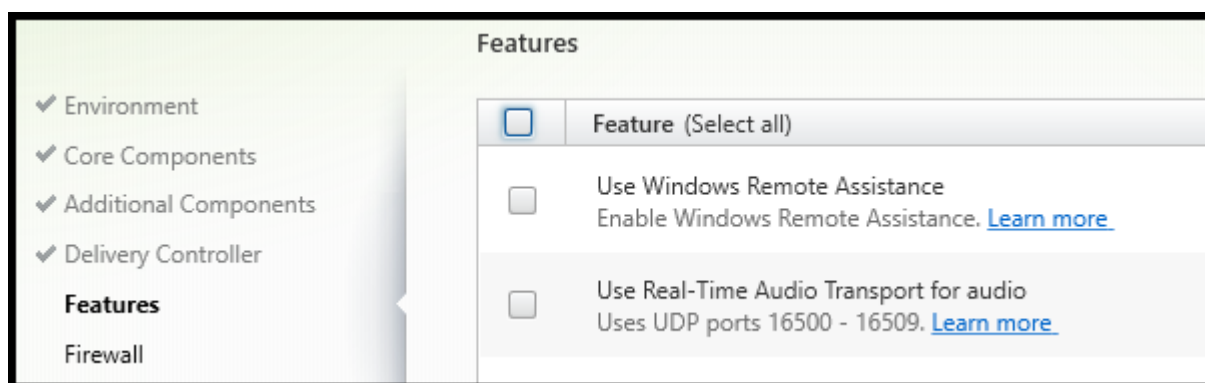 Features
Environment
Core Components
Additional Components
Delivery Controller
Features
Firewall
Feature (Select all)
Use Windows Remote Assistance
Enable Windows Remote Assistance. Learn more
Use Real-Time Audio Transport for audio
Uses UDP ports 16500 - 16509. Learn more